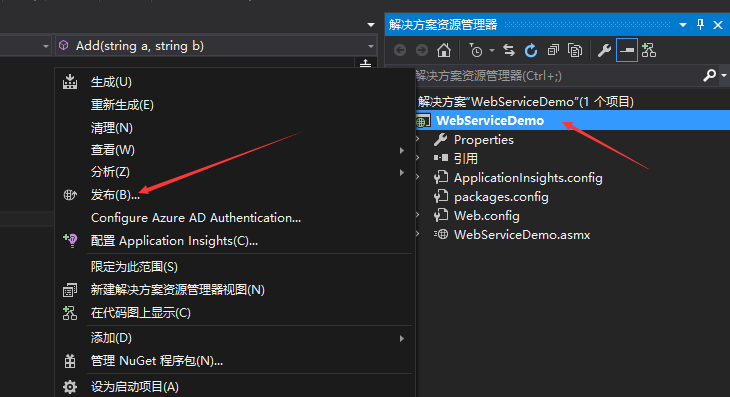 解决方案资源管理器
Add(string a, string b)
解决方案资源管理器(Ctrl+;)
解决方案"WebServiceDemo"(1 个项目)
WebServiceDemo
Properties
引用
ApplicationInsights.config
packages.config
Web.config
WebServiceDemo.asmx
生成(U)
重新生成(E)
清理(N)
查看(W)
分析(Z)
发布(B)...
Configure Azure AD Authentication...
配置 Application Insights(C)...
限定为此范围(S)
新建解决方案资源管理器视图(N)
在代码图上显示(C)
添加(D)
管理 NuGet 程序包(N)...
设为启动项目(A)